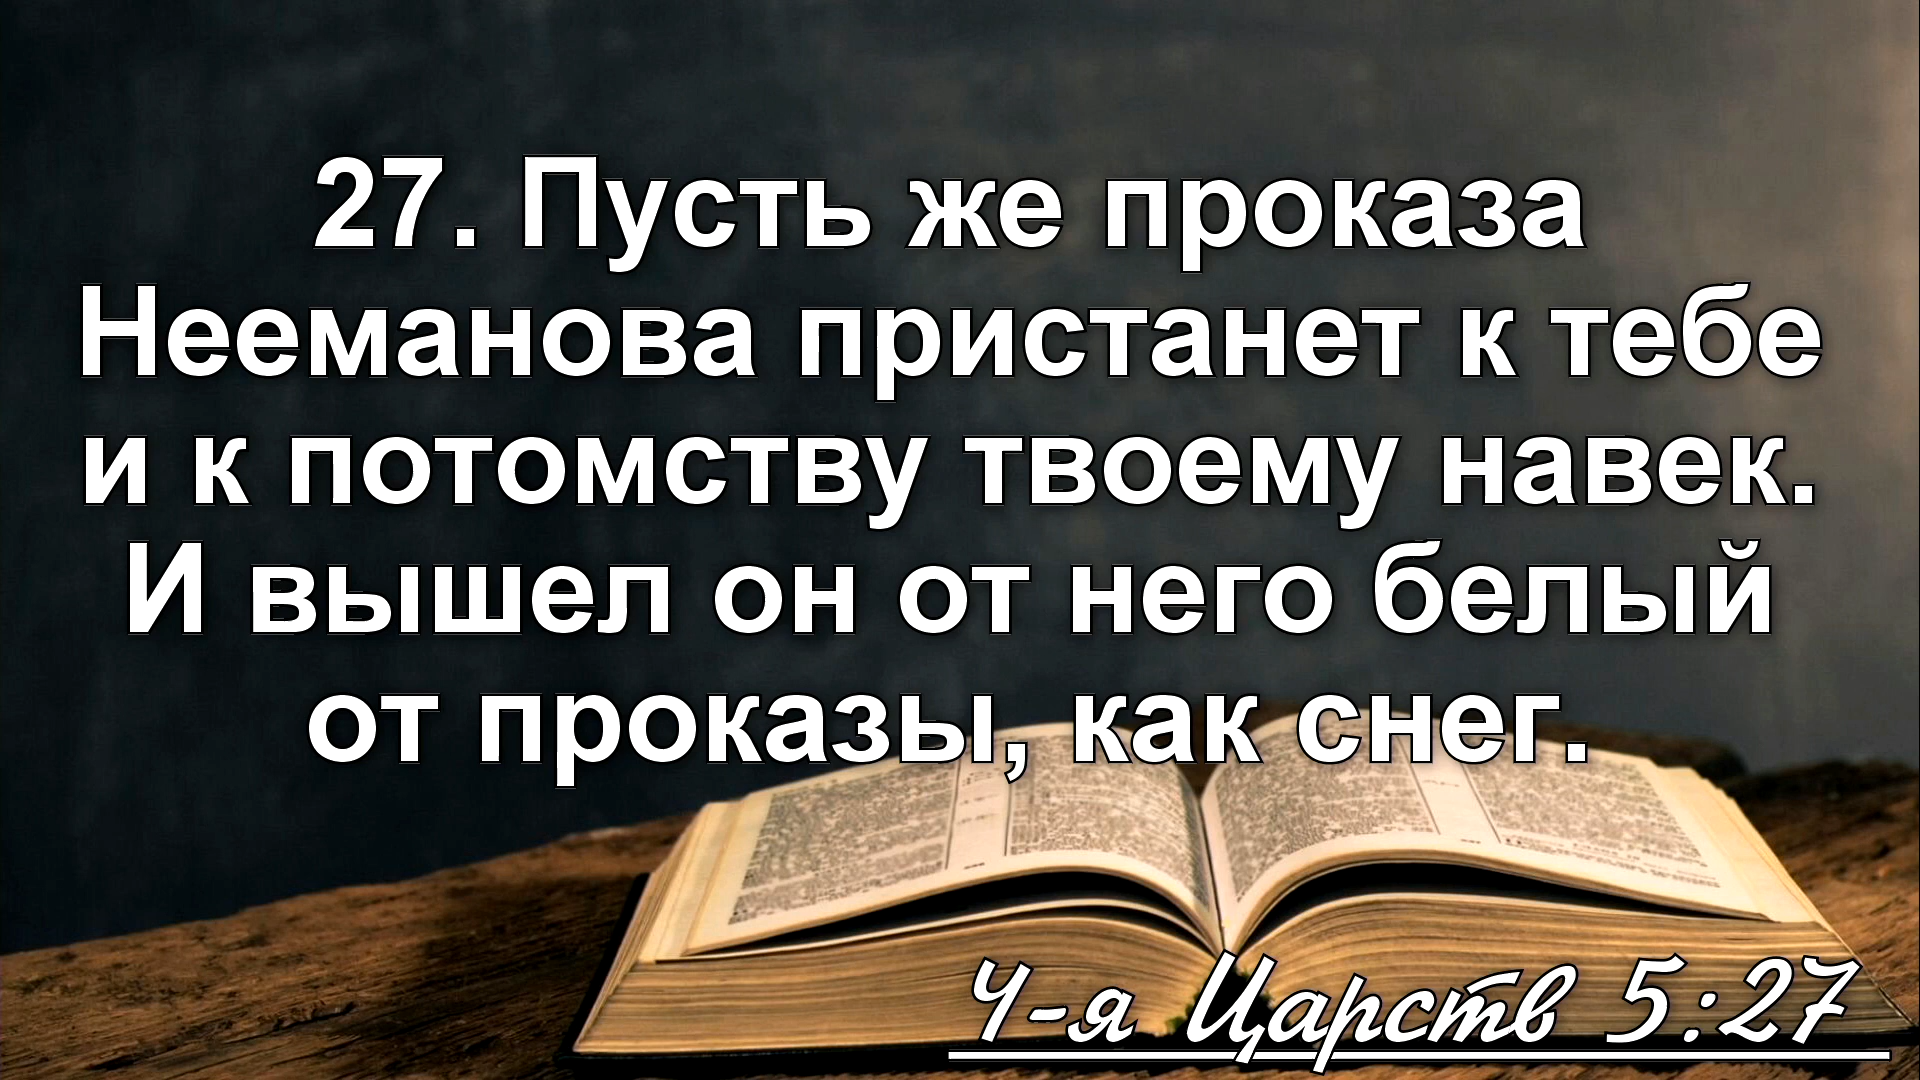 27. Пусть же проказа
Нееманова пристанет к тебе
и к потомству твоему навек.
И вышел он от него белый
от проказы, как снег.
4-я Царств 5:27